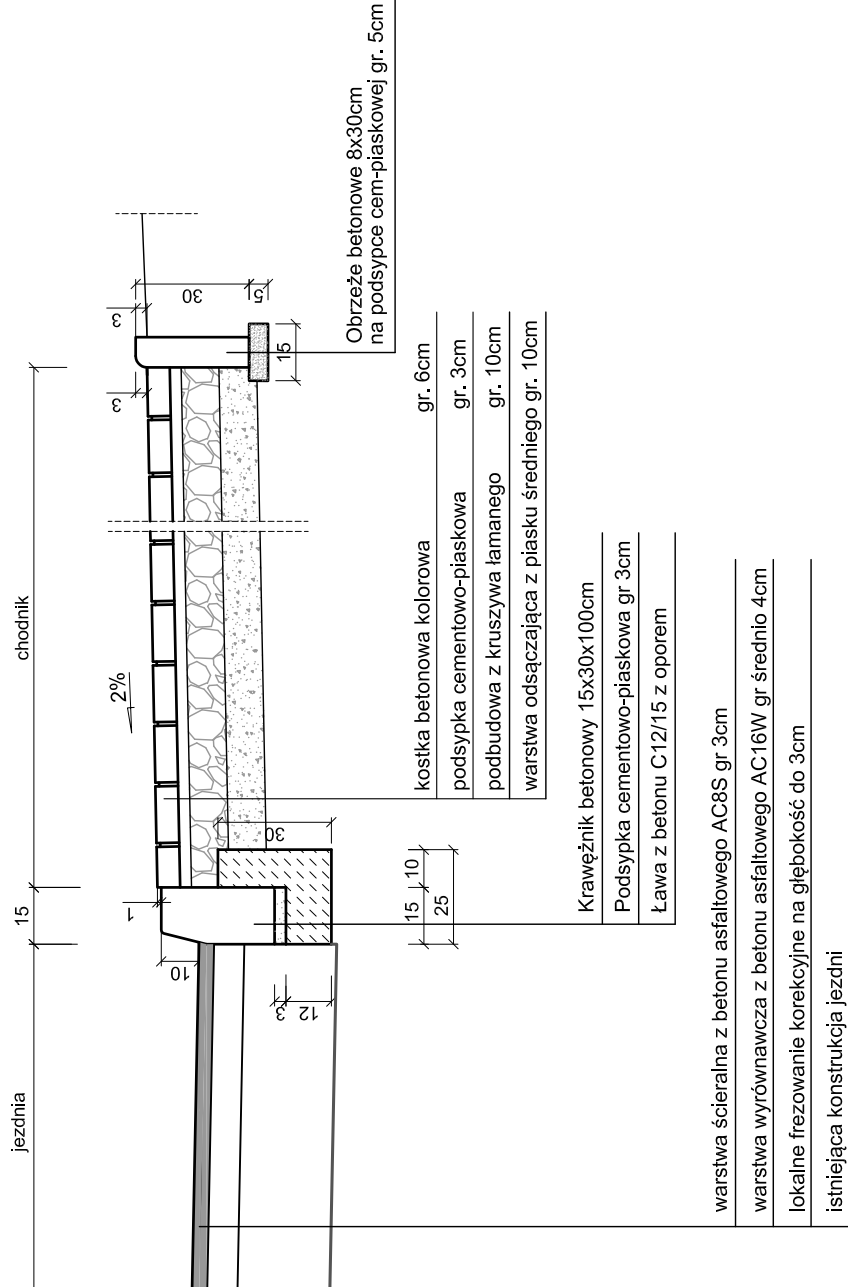 jezdnia
15
chodnik
2%
1
10
3
12
30
15
10
25
3
3
30
5
15
Obrzeże betonowe 8x30cm
na podsypce cem-piaskowej gr. 5cm
kostka betonowa kolorowa gr. 6cm
podsypka cementowo-piaskowa gr. 3cm
podbudowa z kruszywa łamanego gr. 10cm
warstwa odsączająca z piasku średniego gr. 10cm
Krawężnik betonowy 15x30x100cm
Podsypka cementowo-piaskowa gr 3cm
Ława z betonu C12/15 z oporem
warstwa ścieralna z betonu asfaltowego AC8S gr 3cm
warstwa wyrównawcza z betonu asfaltowego AC16W gr średnio 4cm
lokalne frezowanie korekcyjne na głębokość do 3cm
istniejąca konstrukcja jezdni